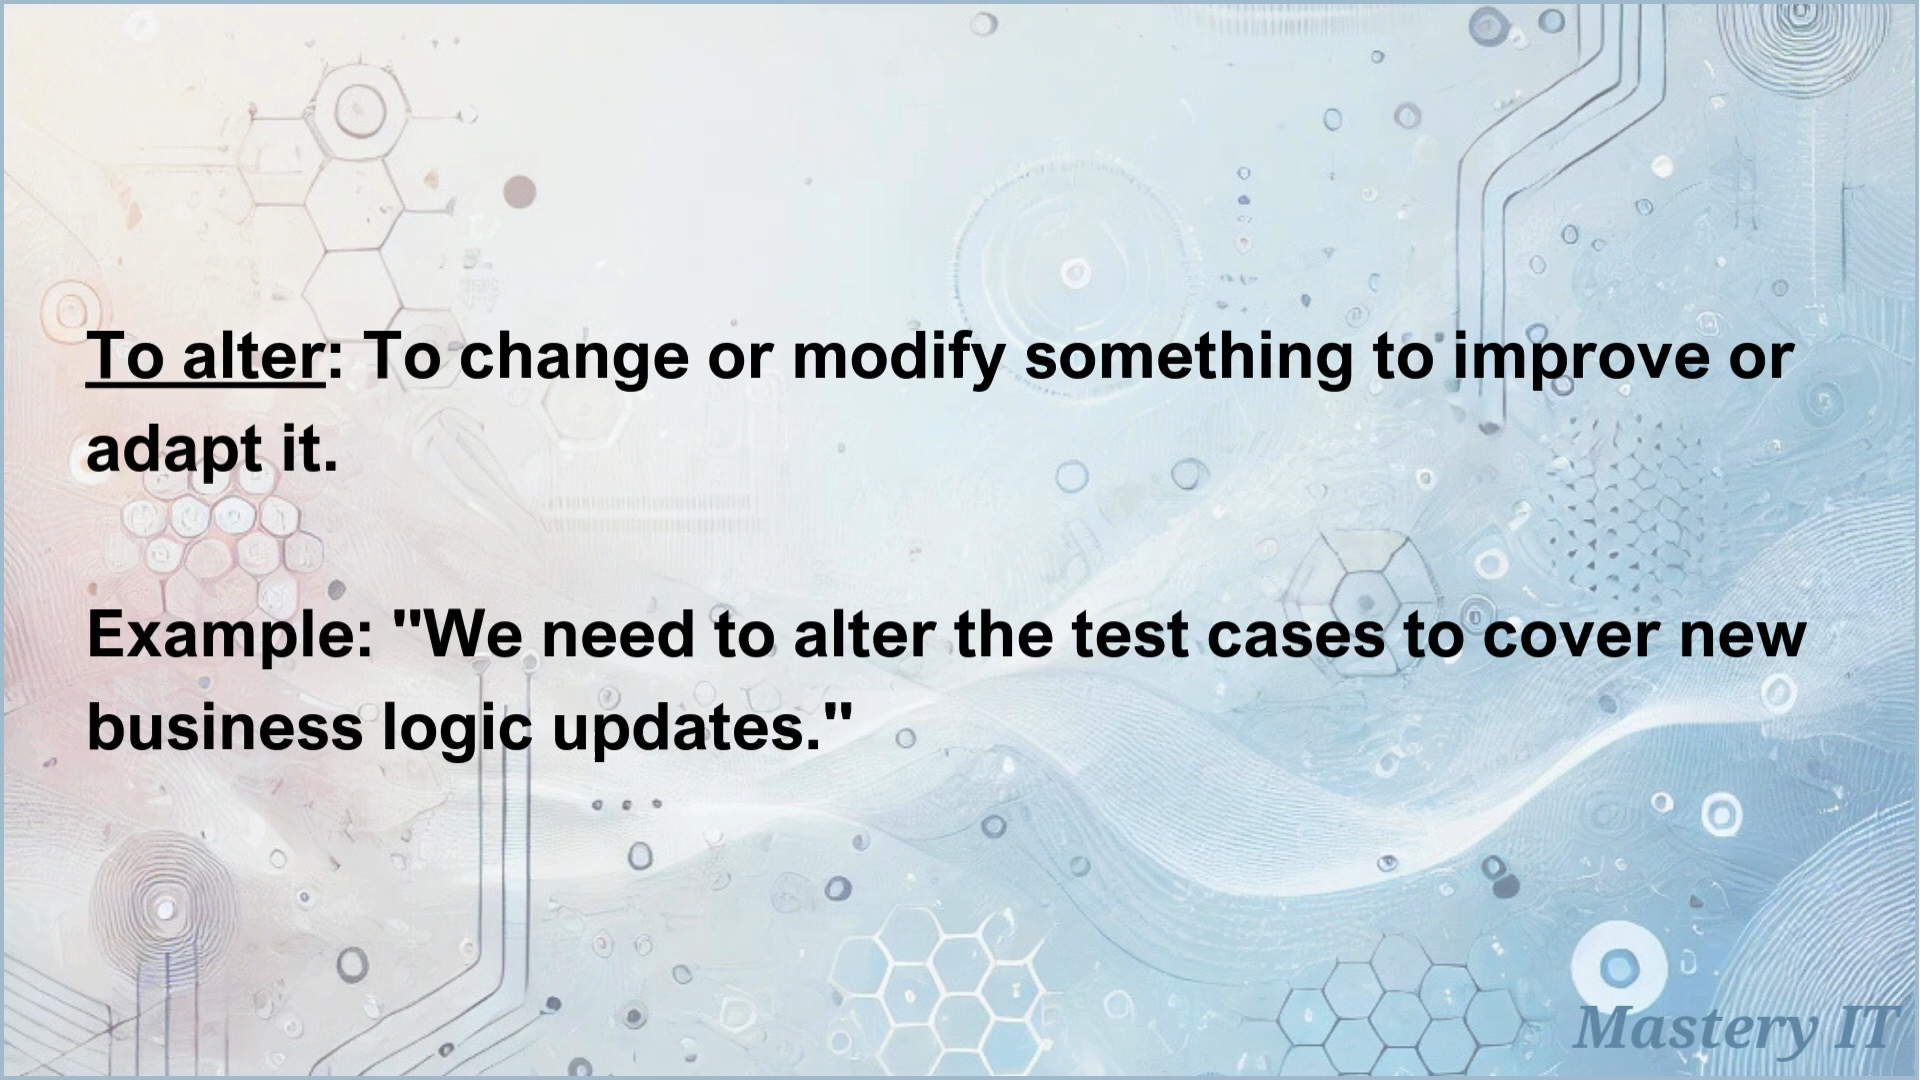 To alter: To change or modify something to improve or
adapt it.
Example: "We need to alter the test cases to cover new
business logic updates."
Mastery IT